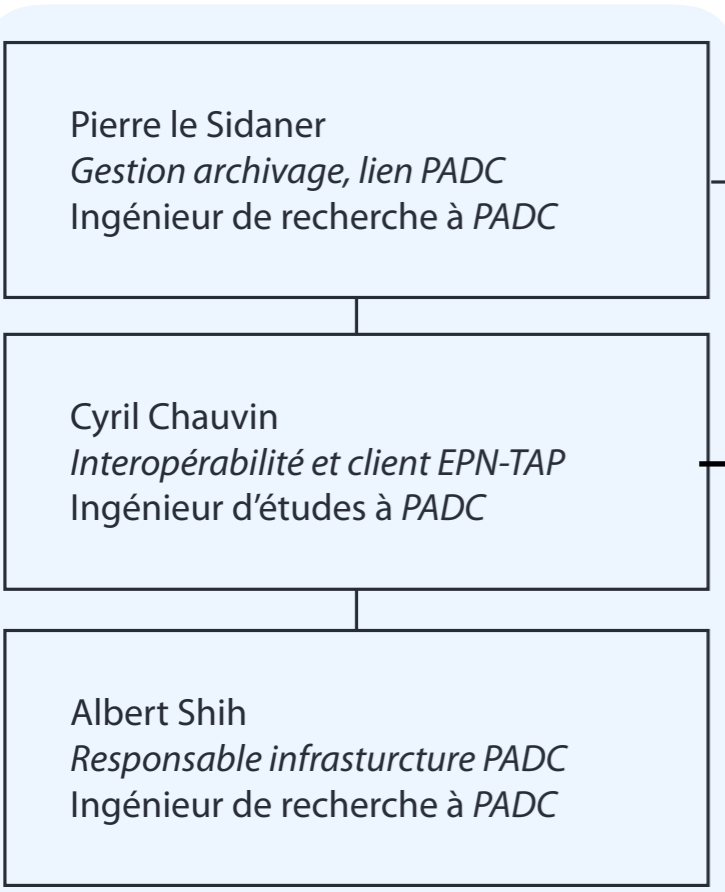 Pierre le Sidaner
Gestion archivage, lien PADC
Ingénieur de recherche à PADC
Cyril Chauvin
Interopérabilité et client EPN-TAP
Ingénieur d'études à PADC
Albert Shih
Responsable infrasturcture PADC
Ingénieur de recherche à PADC